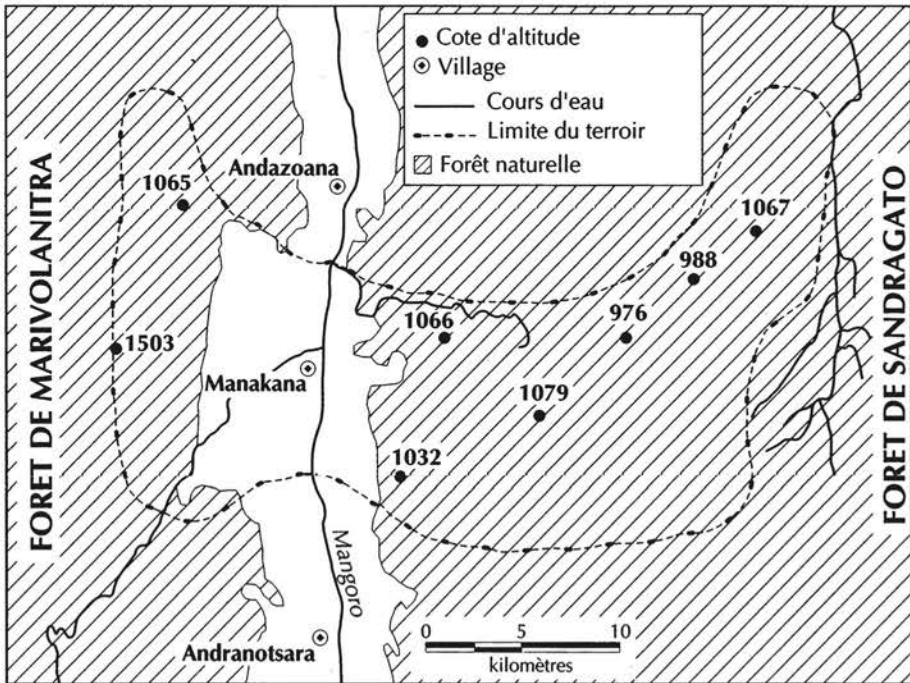 Cote d'altitude
Village
Cours d'eau
Limite du terroir
Forêt naturelle
FORET DE MARIVOLANITRA
FORET DE SANDRAGATO
Andazoana
1065
1067
988
1066
976
1503
Manakana
1079
1032
Mangoro
Andranotsara
0 5 10
kilomètres